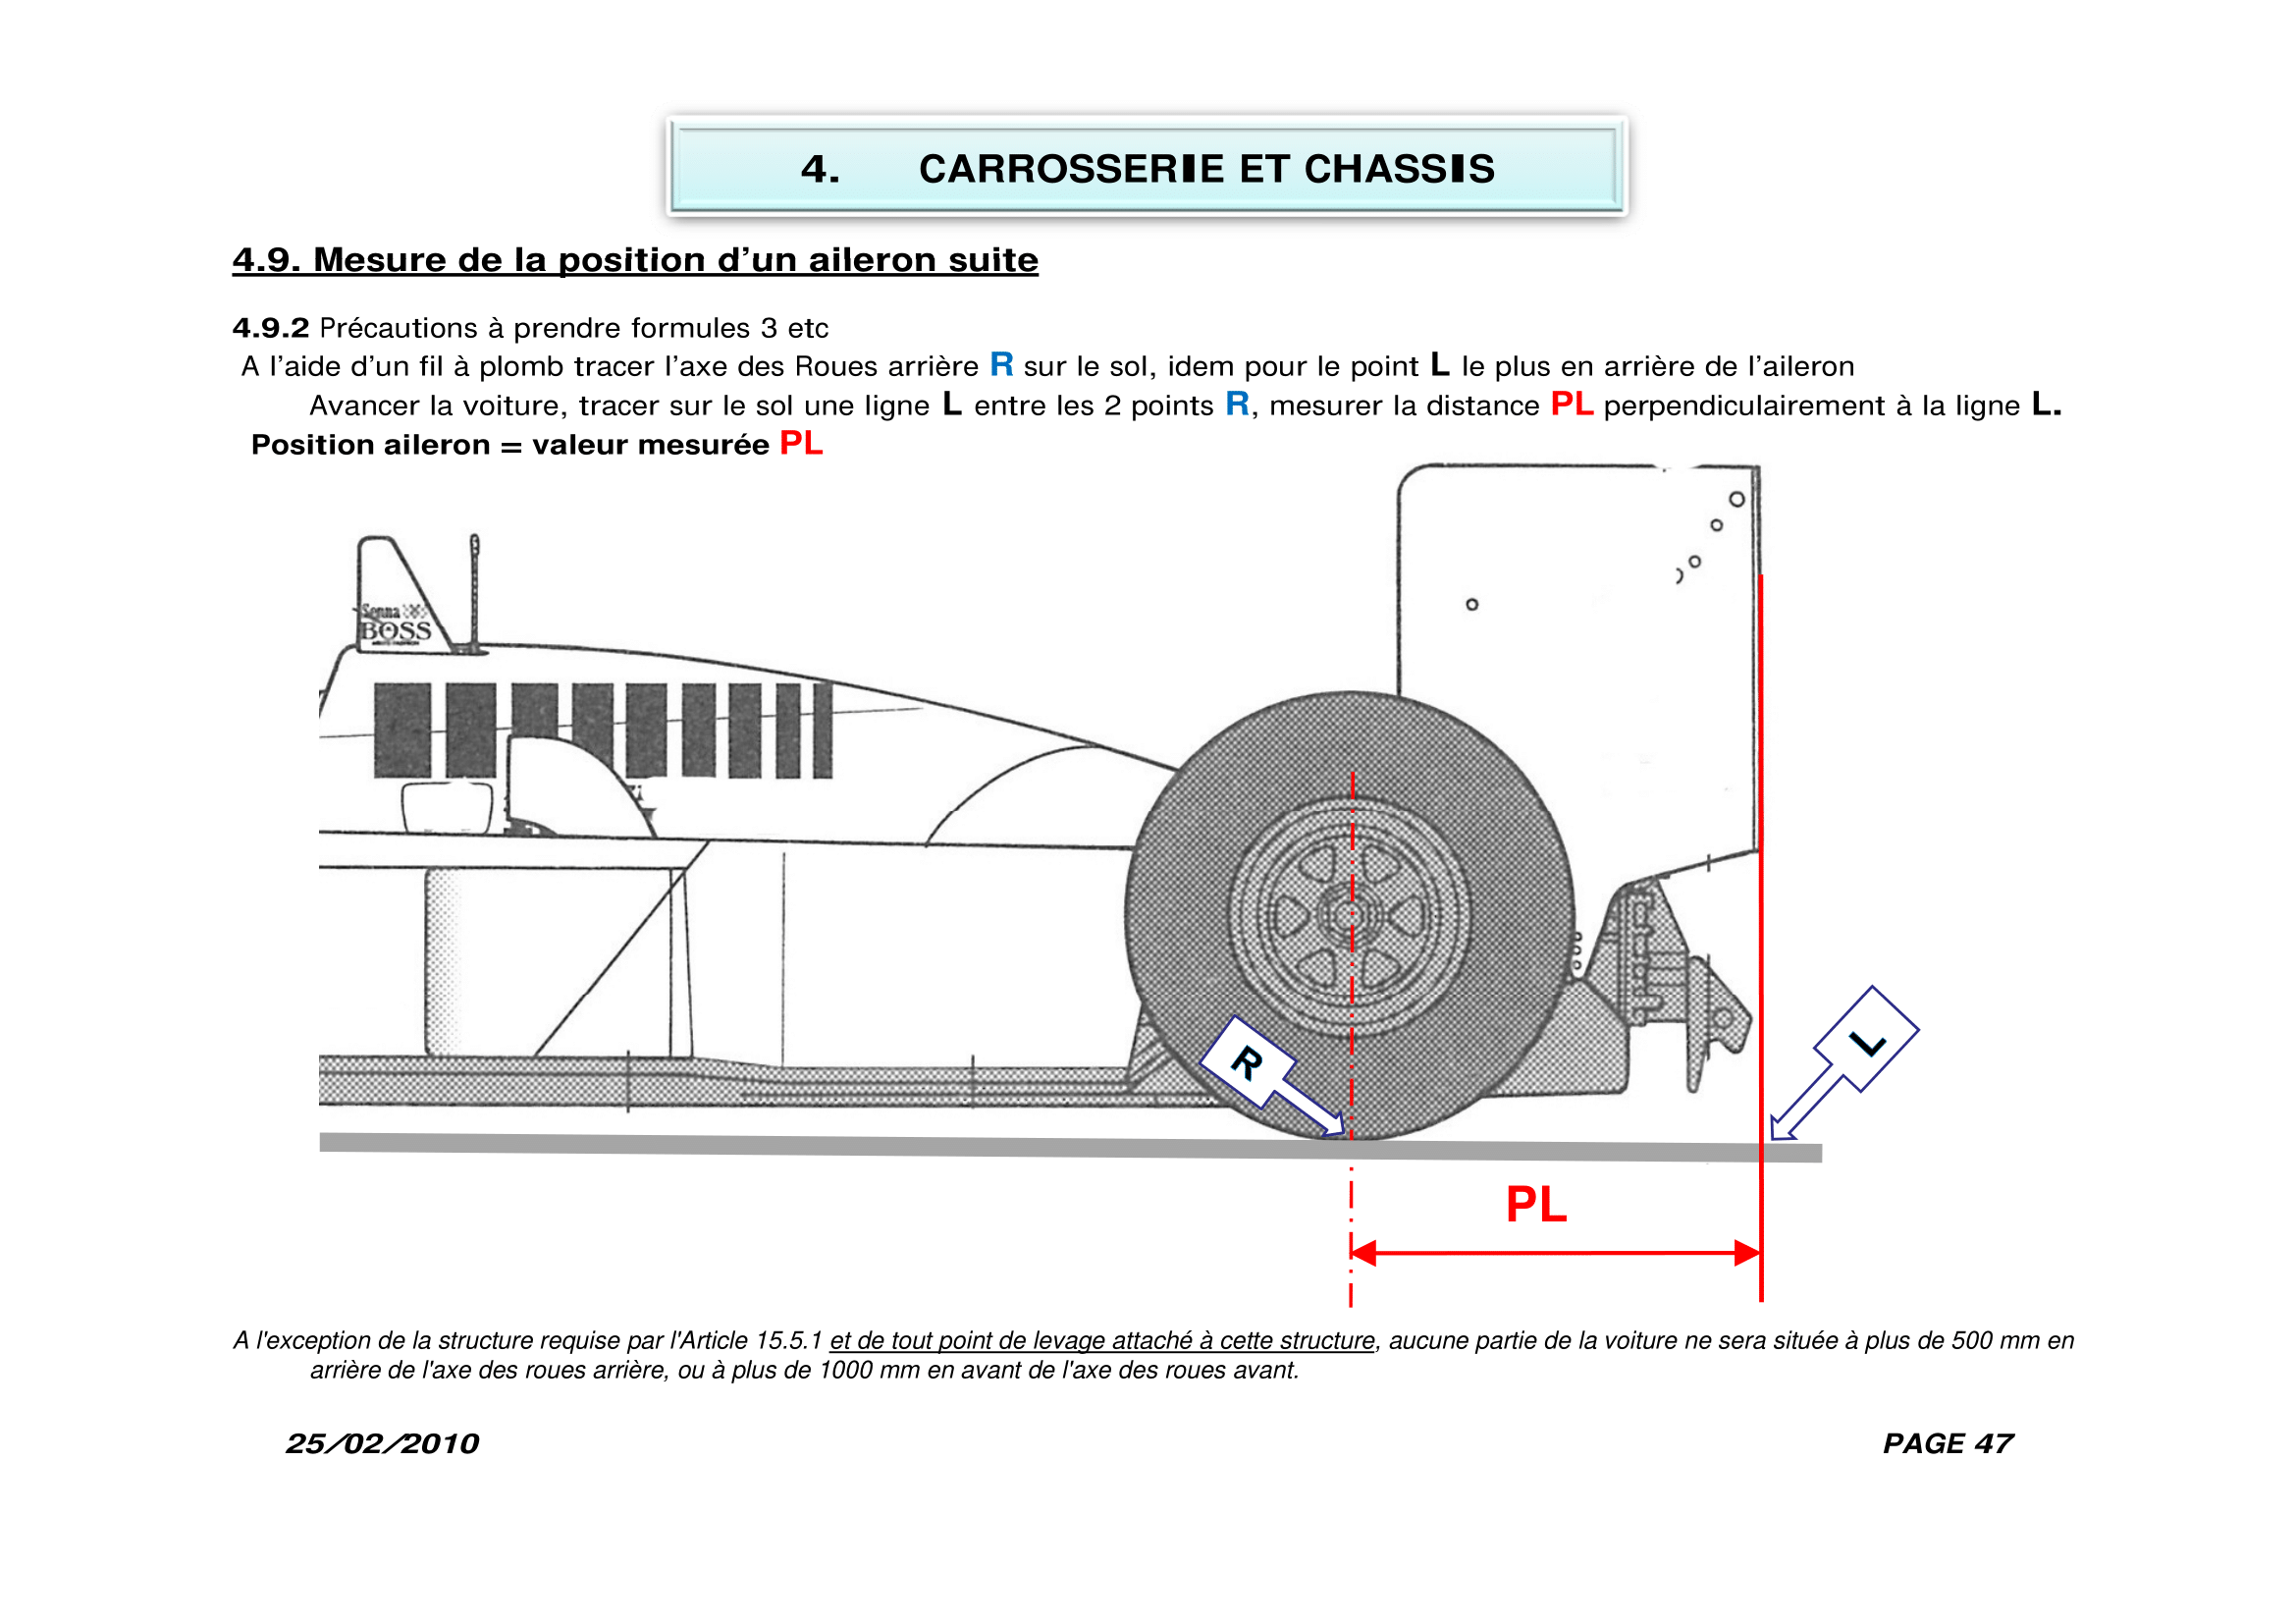 4. CARROSSERIE ET CHASSIS
4.9. Mesure de la position d’un aileron suite
4.9.2 Précautions à prendre formules 3 etc
A l’aide d’un fil à plomb tracer l’axe des Roues arrière R sur le sol, idem pour le point L le plus en arrière de l’aileron
Avancer la voiture, tracer sur le sol une ligne L entre les 2 points R, mesurer la distance PL perpendiculairement à la ligne L.
Position aileron = valeur mesurée PL
Senna
BOSS
R
L
PL
A l'exception de la structure requise par l'Article 15.5.1 et de tout point de levage attaché à cette structure, aucune partie de la voiture ne sera située à plus de 500 mm en
arrière de l'axe des roues arrière, ou à plus de 1000 mm en avant de l'axe des roues avant.
25/02/2010
PAGE 47